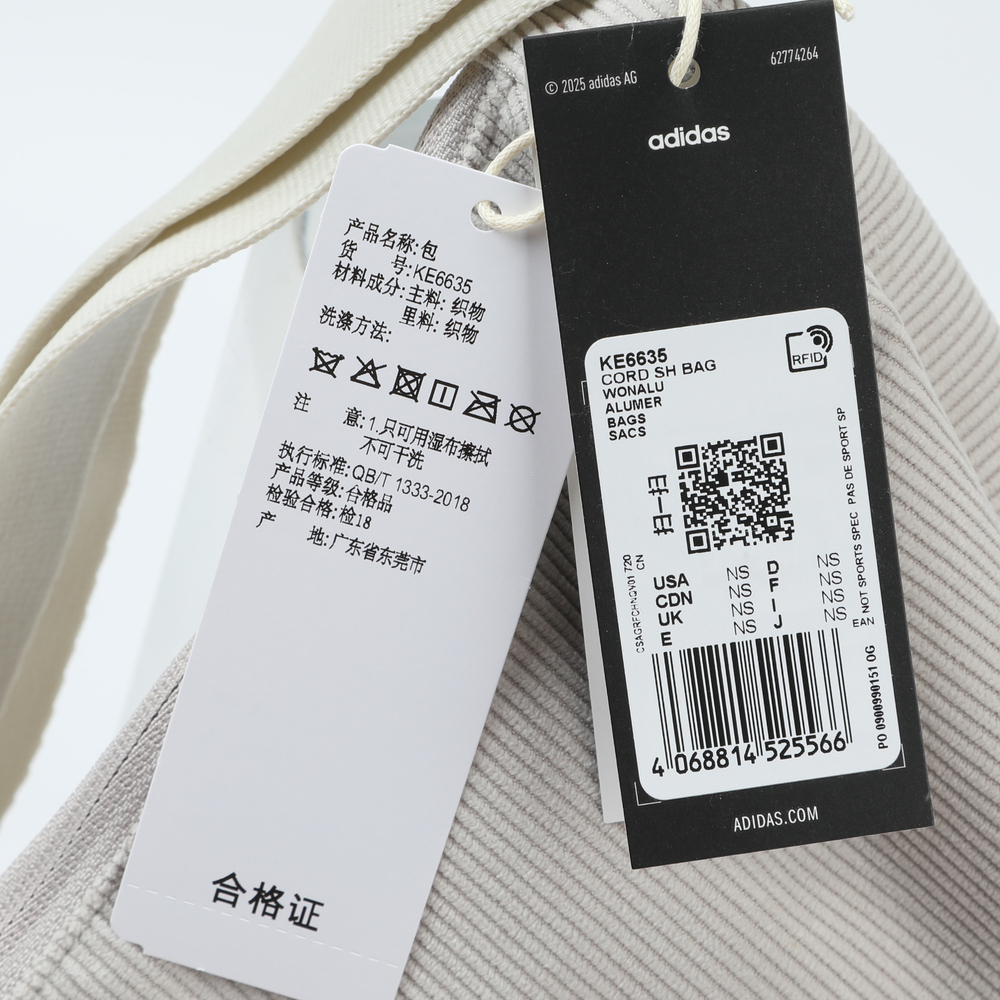 产品名称:包
货 号:KE6635
材料成分:主料: 织物
里料: 织物
洗涤方法:
注 意:1.只可用湿布擦拭
不可干洗
执行标准:QB/T 1333-2018
产品等级:合格品
检验合格:检18
产 地:广东省东莞市
合格证
© 2025 adidas AG
62774264
adidas
KE6635
CORD SH BAG
WONALU
ALUMER
BAGS
SACS
RFID
USA NS D NS
CDN NS F NS
UK NS I NS
E NS J NS
CN
NOT SPORTS SPEC PAS DE SPORT SP
EAN
4 068814 525566
PO 0900990151 OG
ADIDAS.COM